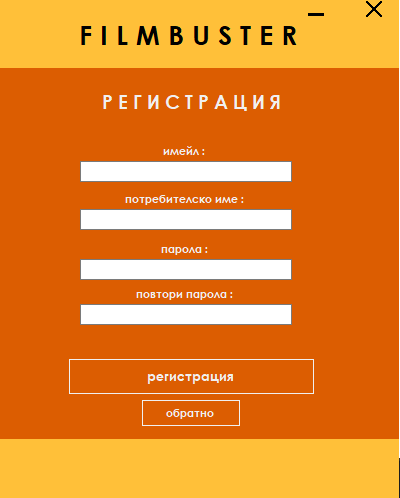 FILMBUSTER
РЕГИСТРАЦИЯ
имейл :
потребителско име :
парола :
повтори парола :
регистрация
обратно